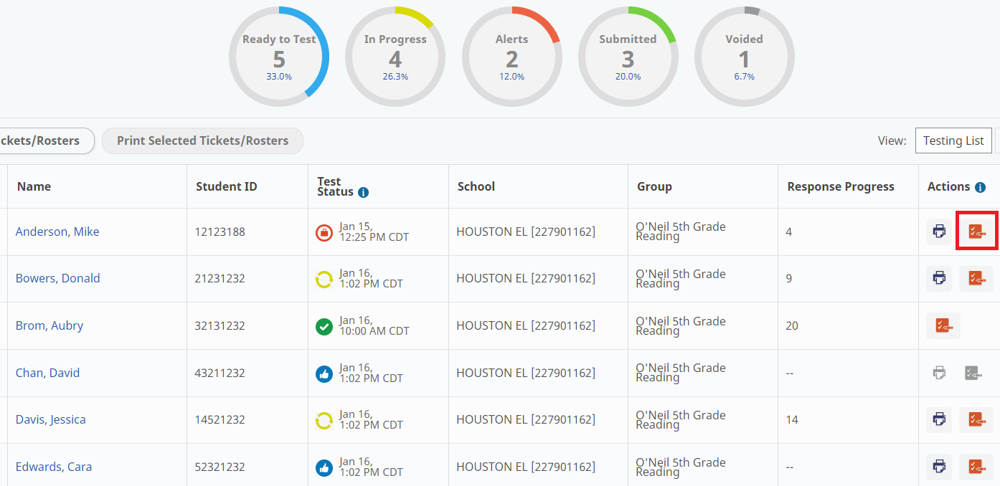 Ready to Test
5
33.0%
In Progress
4
26.3%
Alerts
2
12.0%
Submitted
3
20.0%
Voided
1
6.7%
ckets/Rosters
Print Selected Tickets/Rosters
View:
Testing List
Name
Student ID
Test
Status
School
Group
Response Progress
Actions
Anderson, Mike
12123188
Jan 15,
12:25 PM CDT
HOUSTON EL [227901162]
O'Neil 5th Grade
Reading
4
Bowers, Donald
21231232
Jan 16,
1:02 PM CDT
HOUSTON EL [227901162]
O'Neil 5th Grade
Reading
9
Brom, Aubry
32131232
Jan 16,
10:00 AM CDT
HOUSTON EL [227901162]
O'Neil 5th Grade
Reading
20
Chan, David
43211232
Jan 16,
1:02 PM CDT
HOUSTON EL [227901162]
O'Neil 5th Grade
Reading
--
Davis, Jessica
14521232
Jan 16,
1:02 PM CDT
HOUSTON EL [227901162]
O'Neil 5th Grade
Reading
14
Edwards, Cara
52321232
Jan 16,
1:02 PM CDT
HOUSTON EL [227901162]
O'Neil 5th Grade
Reading
--